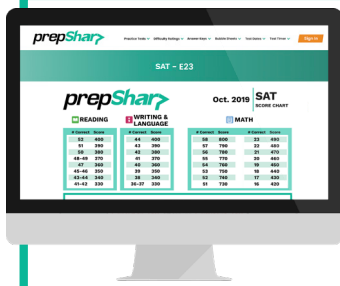 prepSharp
Practice Tests Difficulty Ratings Answer Keys Bubble Sheets Test Dates Test Timer Sign In
SAT - E23
prepSharp Oct. 2019 SAT
SCORE CHART
READING WRITING & LANGUAGE MATH
# Correct Score # Correct Score # Correct Score # Correct Score
52 400 44 400 58 800 23 490
51 390 43 390 57 790 22 480
50 380 42 380 56 780 21 470
48-49 370 41 370 55 770 20 460
47 360 40 360 54 760 19 450
45-46 350 39 350 53 750 18 440
43-44 340 38 340 52 740 17 430
41-42 330 36-37 330 51 730 16 420